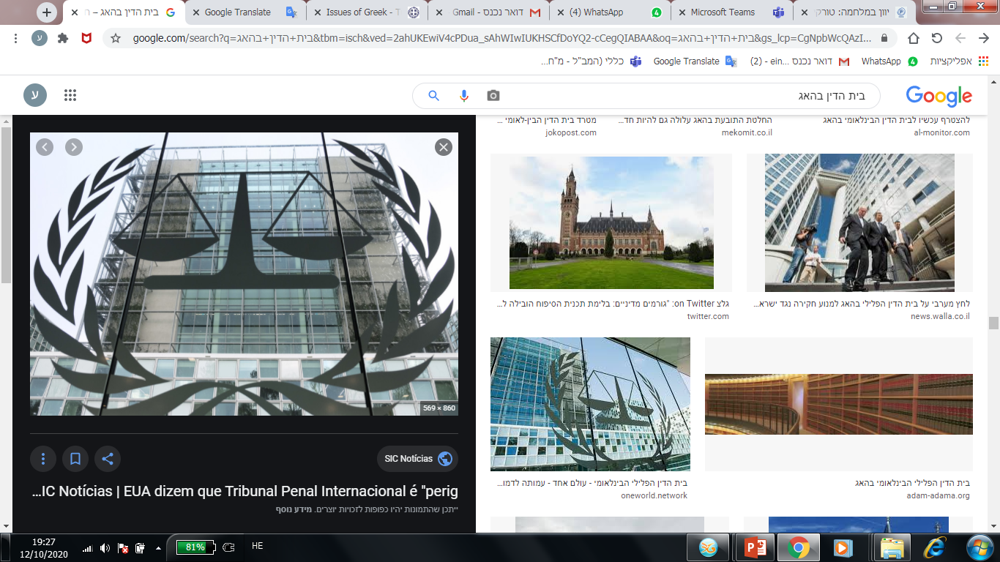 בית הדין בהאג – ח
Google Translate
Issues of Greek - T
דואר נכנס - Gmail
(4) WhatsApp
Microsoft Teams
יוון במלחמה: טורק
google.com/search?q=בית+הדין+בהאג&tbm=isch&ved=2ahUKEwiV4cPDua_sAhWIwIUKHSCfDoYQ2-cCegQIABAA&oq=בית+הדין+בהאג&gs_lcp=CgNpbWcQAzI...
אפליקציות
WhatsApp
דואר נכנס (2) - ein...
Google Translate
כללי (המב"ל - מ"ח...
ע
Google
בית הדין בהאג
להצטרף עכשיו לבית הדין הבינלאומי בהאג
al-monitor.com
החלטת התובעת בהאג עלולה גם להיות חד...
mekomit.co.il
מטרד בית הדין הבין-לאומי ...
jokopost.com
לחץ מערבי על בית הדין הפלילי בהאג למנוע חקירה נגד ישרא...
news.walla.co.il
גלצ on Twitter: "גורמים מדיניים: בלימת תכנית הסיפוח הובילה ל...
twitter.com
בית הדין הפלילי הבינלאומי בהאג
adam-adama.org
בית הדין הפלילי הבינלאומי - עולם אחד - עמותה לדמו...
oneworld.network
569 × 860
SIC Notícias
...IC Notícias | EUA dizem que Tribunal Penal Internacional é "perig
ייתכן שהתמונות יהיו כפופות לזכויות יוצרים. מידע נוסף
19:27
12/10/2020
81%
HE